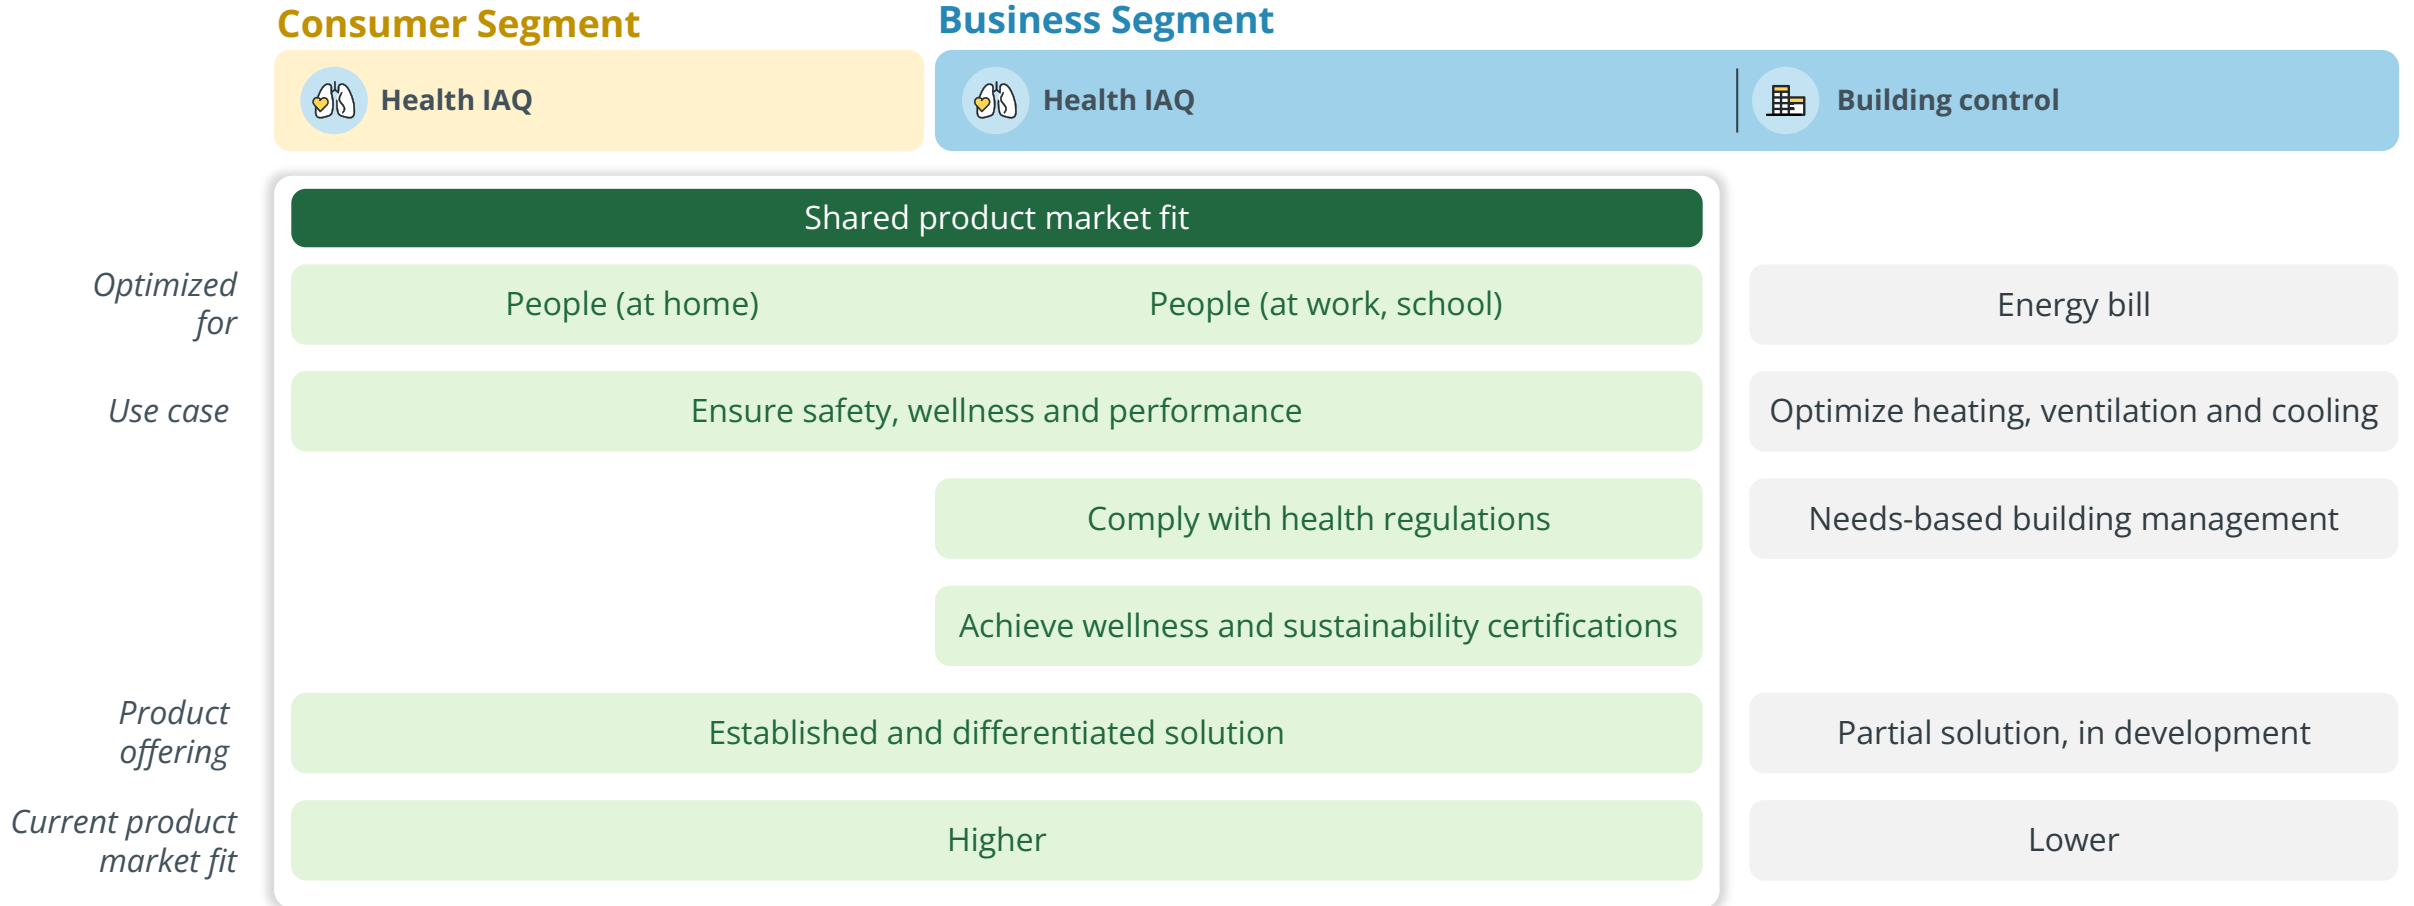 Consumer Segment
Business Segment
Health IAQ
Health IAQ
Building control
Shared product market fit
Optimized
for
People (at home)
People (at work, school)
Energy bill
Use case
Ensure safety, wellness and performance
Optimize heating, ventilation and cooling
Comply with health regulations
Needs-based building management
Achieve wellness and sustainability certifications
Product
offering
Established and differentiated solution
Partial solution, in development
Current product
market fit
Higher
Lower